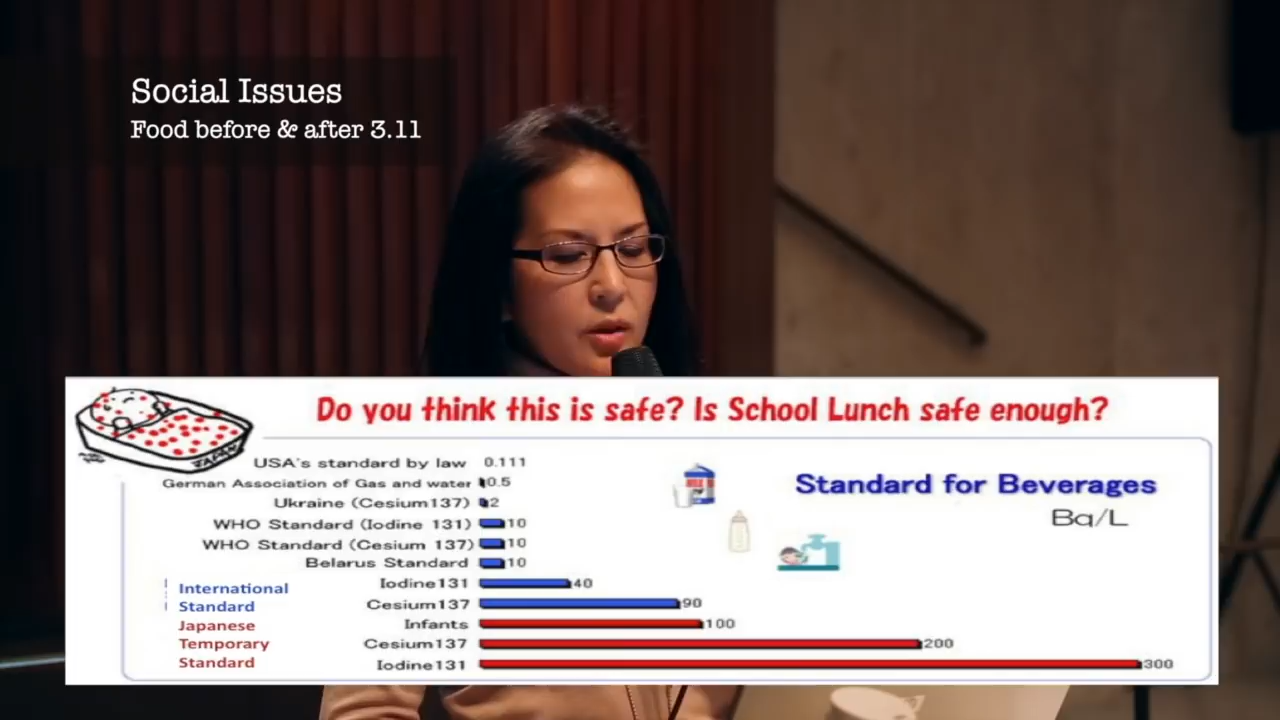 Social Issues
Food before & after 3.11
Do you think this is safe? Is School Lunch safe enough?
JAPAN
USA's standard by law 0.111
German Association of Gas and water 0.5
Ukraine (Cesium137) 2
WHO Standard (Iodine 131) 10
WHO Standard (Cesium 137) 10
Belarus Standard 10
International
Standard
Iodine131 40
Cesium137 90
Japanese
Temporary
Standard
Infants 100
Cesium137 200
Iodine131 300
Standard for Beverages
Bq/L